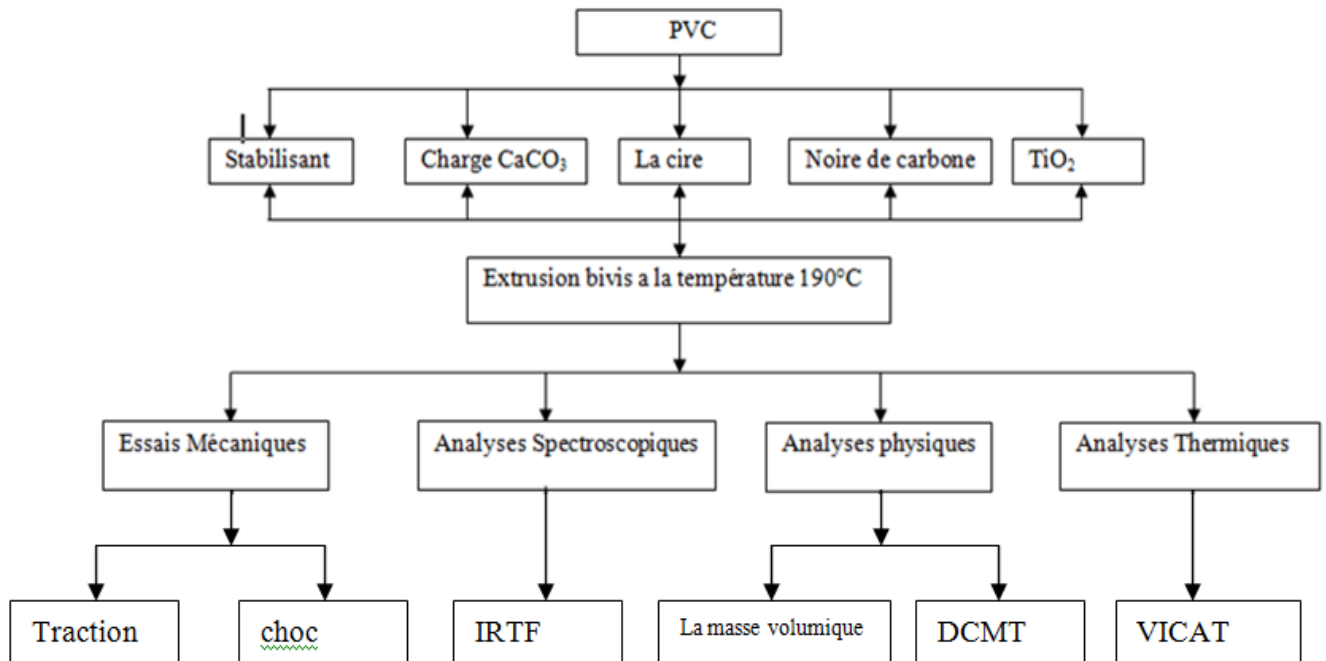 PVC
Stabilisant
Charge CaCO₃
La cire
Noire de carbone
TiO₂
Extrusion bivis a la température 190°C
Essais Mécaniques
Analyses Spectroscopiques
Analyses physiques
Analyses Thermiques
Traction
choc
IRTF
La masse volumique
DCMT
VICAT